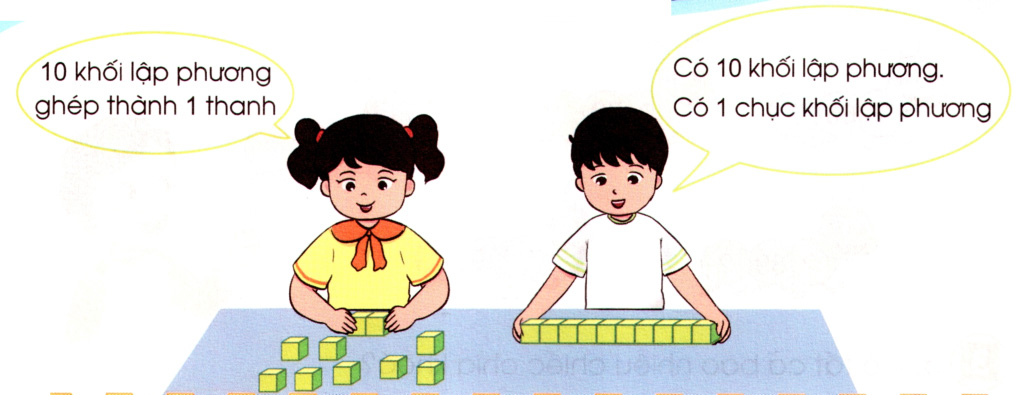 10 khối lập phương
ghép thành 1 thanh
Có 10 khối lập phương.
Có 1 chục khối lập phương